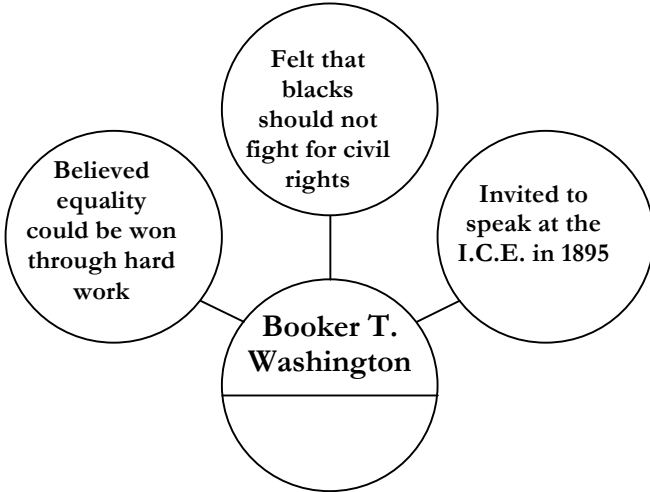 Felt that
blacks
should not
fight for civil
rights
Believed
equality
could be won
through hard
work
Invited to
speak at the
I.C.E. in 1895
Booker T.
Washington